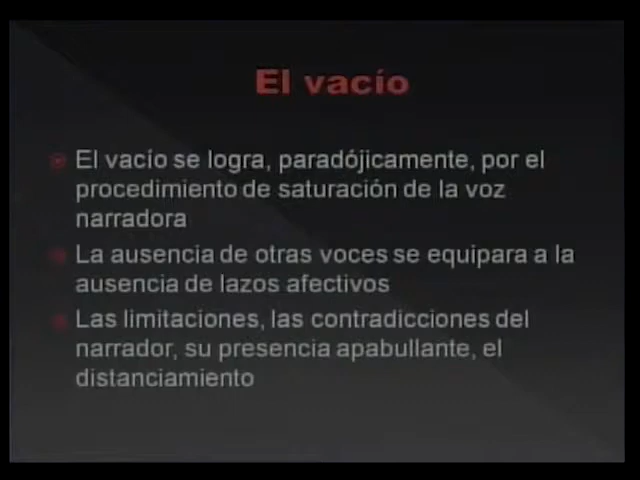 El vacío
El vacío se logra, paradójicamente, por el
procedimiento de saturación de la voz
narradora
La ausencia de otras voces se equipara a la
ausencia de lazos afectivos
Las limitaciones, las contradicciones del
narrador, su presencia apabullante, el
distanciamiento